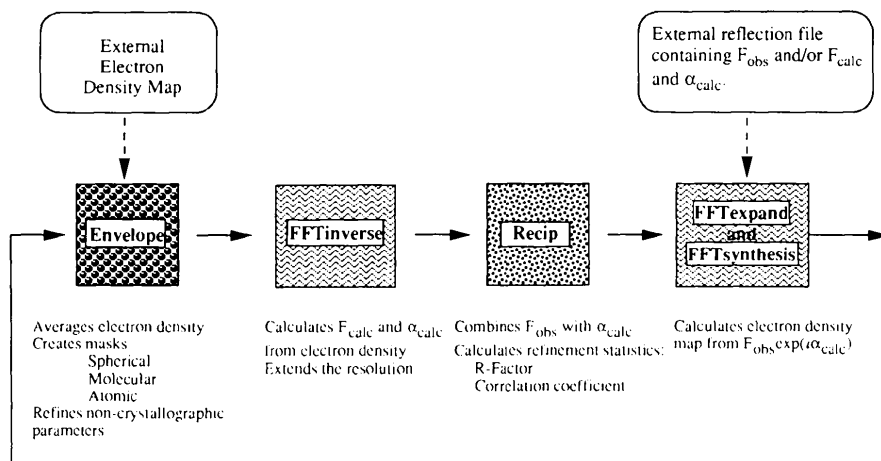 External
Electron
Density Map
External reflection file
containing F_obs and/or F_calc
and α_calc.
Envelope
FFTinverse
Recip
FFTexpand
and
FFTsynthesis
Averages electron density
Creates masks
Spherical
Molecular
Atomic
Refines non-crystallographic
parameters
Calculates F_calc and α_calc
from electron density
Extends the resolution
Combines F_obs with α_calc
Calculates refinement statistics:
R-Factor
Correlation coefficient
Calculates electron density
map from F_obs exp(iα_calc)